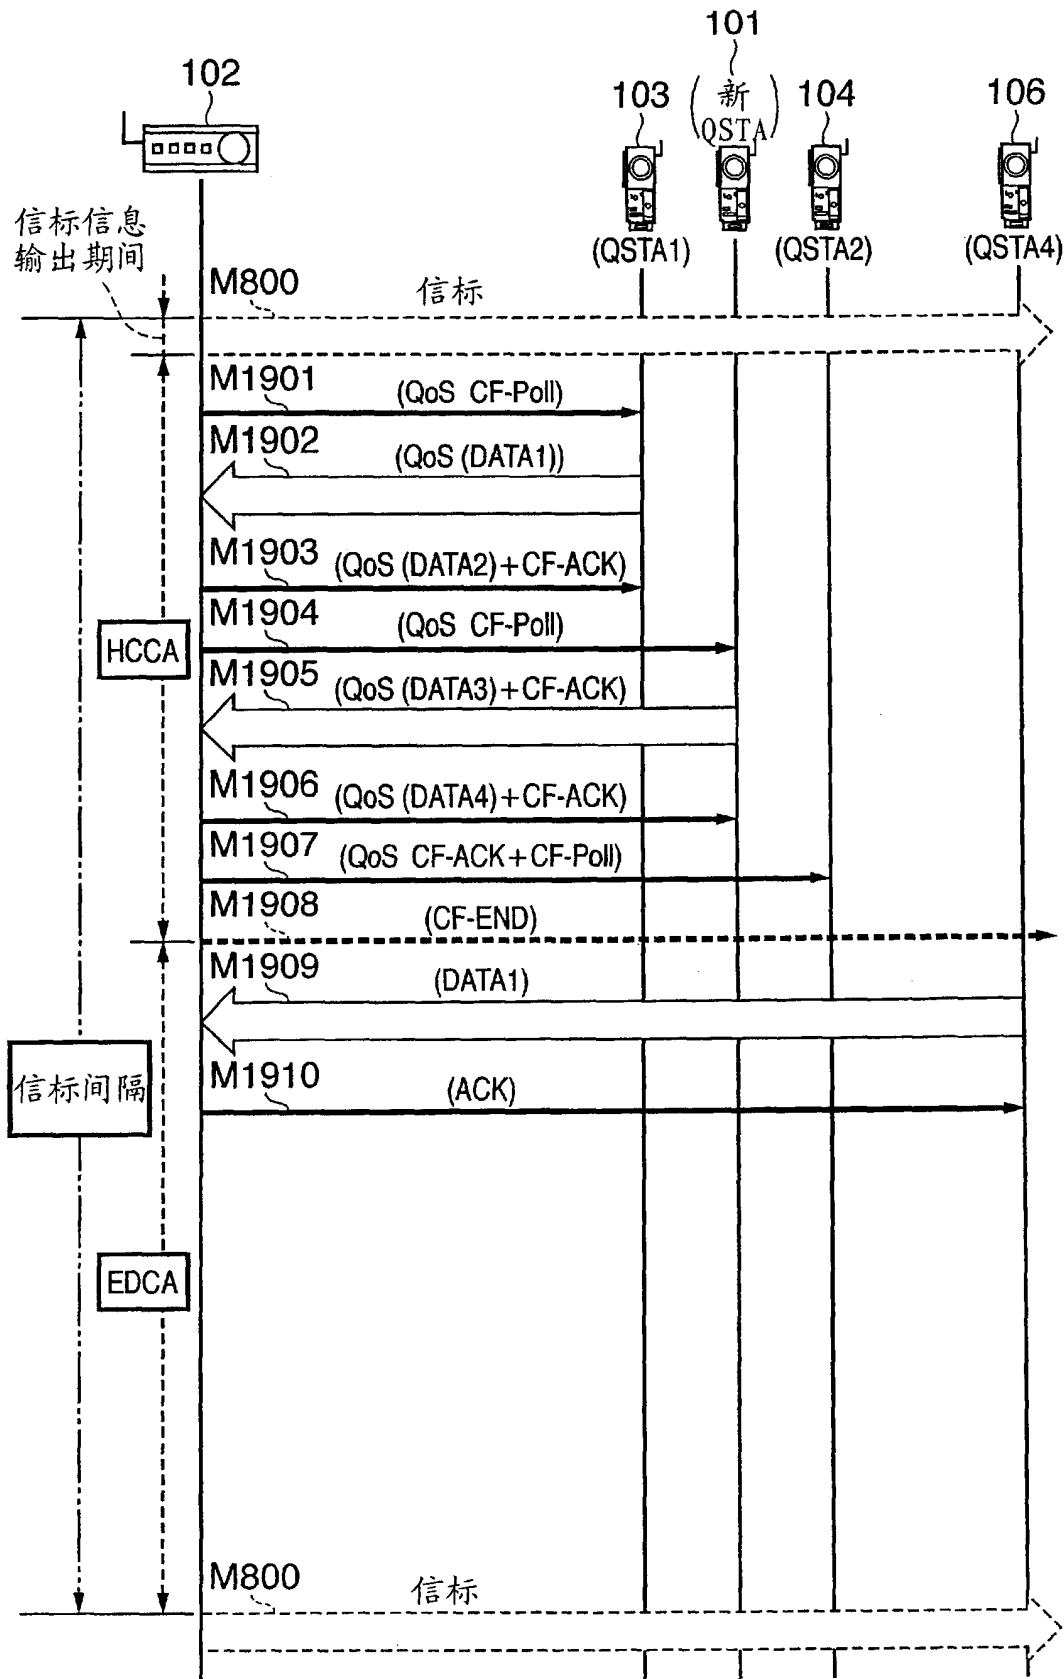 101
102
103
(新
QSTA)
104
106
(QSTA1)
(QSTA2)
(QSTA4)
信标信息
输出期间
M800
信标
M1901
(QoS CF-Poll)
M1902
(QoS (DATA1))
M1903
(QoS (DATA2)+CF-ACK)
M1904
(QoS CF-Poll)
HCCA
M1905
(QoS (DATA3)+CF-ACK)
M1906
(QoS (DATA4)+CF-ACK)
M1907
(QoS CF-ACK+CF-Poll)
M1908
(CF-END)
M1909
(DATA1)
信标间隔
M1910
(ACK)
EDCA
M800
信标